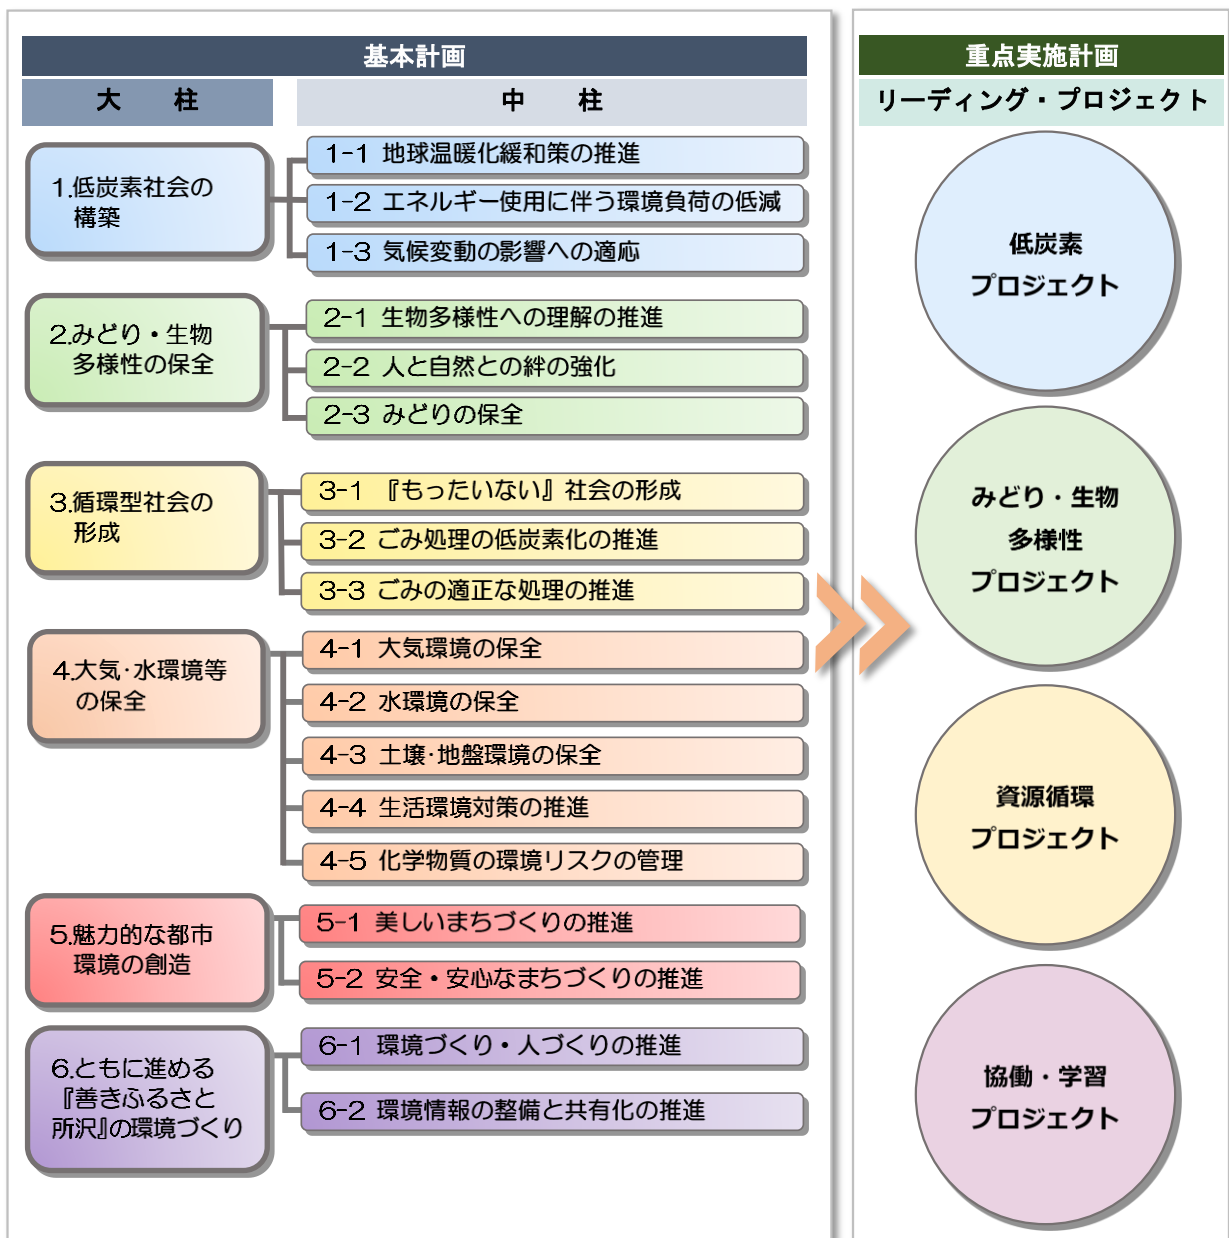 基本計画
大　柱
中　柱
1.低炭素社会の
構築
1-1 地球温暖化緩和策の推進
1-2 エネルギー使用に伴う環境負荷の低減
1-3 気候変動の影響への適応
2.みどり・生物
多様性の保全
2-1 生物多様性への理解の推進
2-2 人と自然との絆の強化
2-3 みどりの保全
3.循環型社会の
形成
3-1 『もったいない』社会の形成
3-2 ごみ処理の低炭素化の推進
3-3 ごみの適正な処理の推進
4.大気・水環境等
の保全
4-1 大気環境の保全
4-2 水環境の保全
4-3 土壌・地盤環境の保全
4-4 生活環境対策の推進
4-5 化学物質の環境リスクの管理
5.魅力的な都市
環境の創造
5-1 美しいまちづくりの推進
5-2 安全・安心なまちづくりの推進
6.ともに進める
『善きふるさと
所沢』の環境づくり
6-1 環境づくり・人づくりの推進
6-2 環境情報の整備と共有化の推進
重点実施計画
リーディング・プロジェクト
低炭素
プロジェクト
みどり・生物
多様性
プロジェクト
資源循環
プロジェクト
協働・学習
プロジェクト